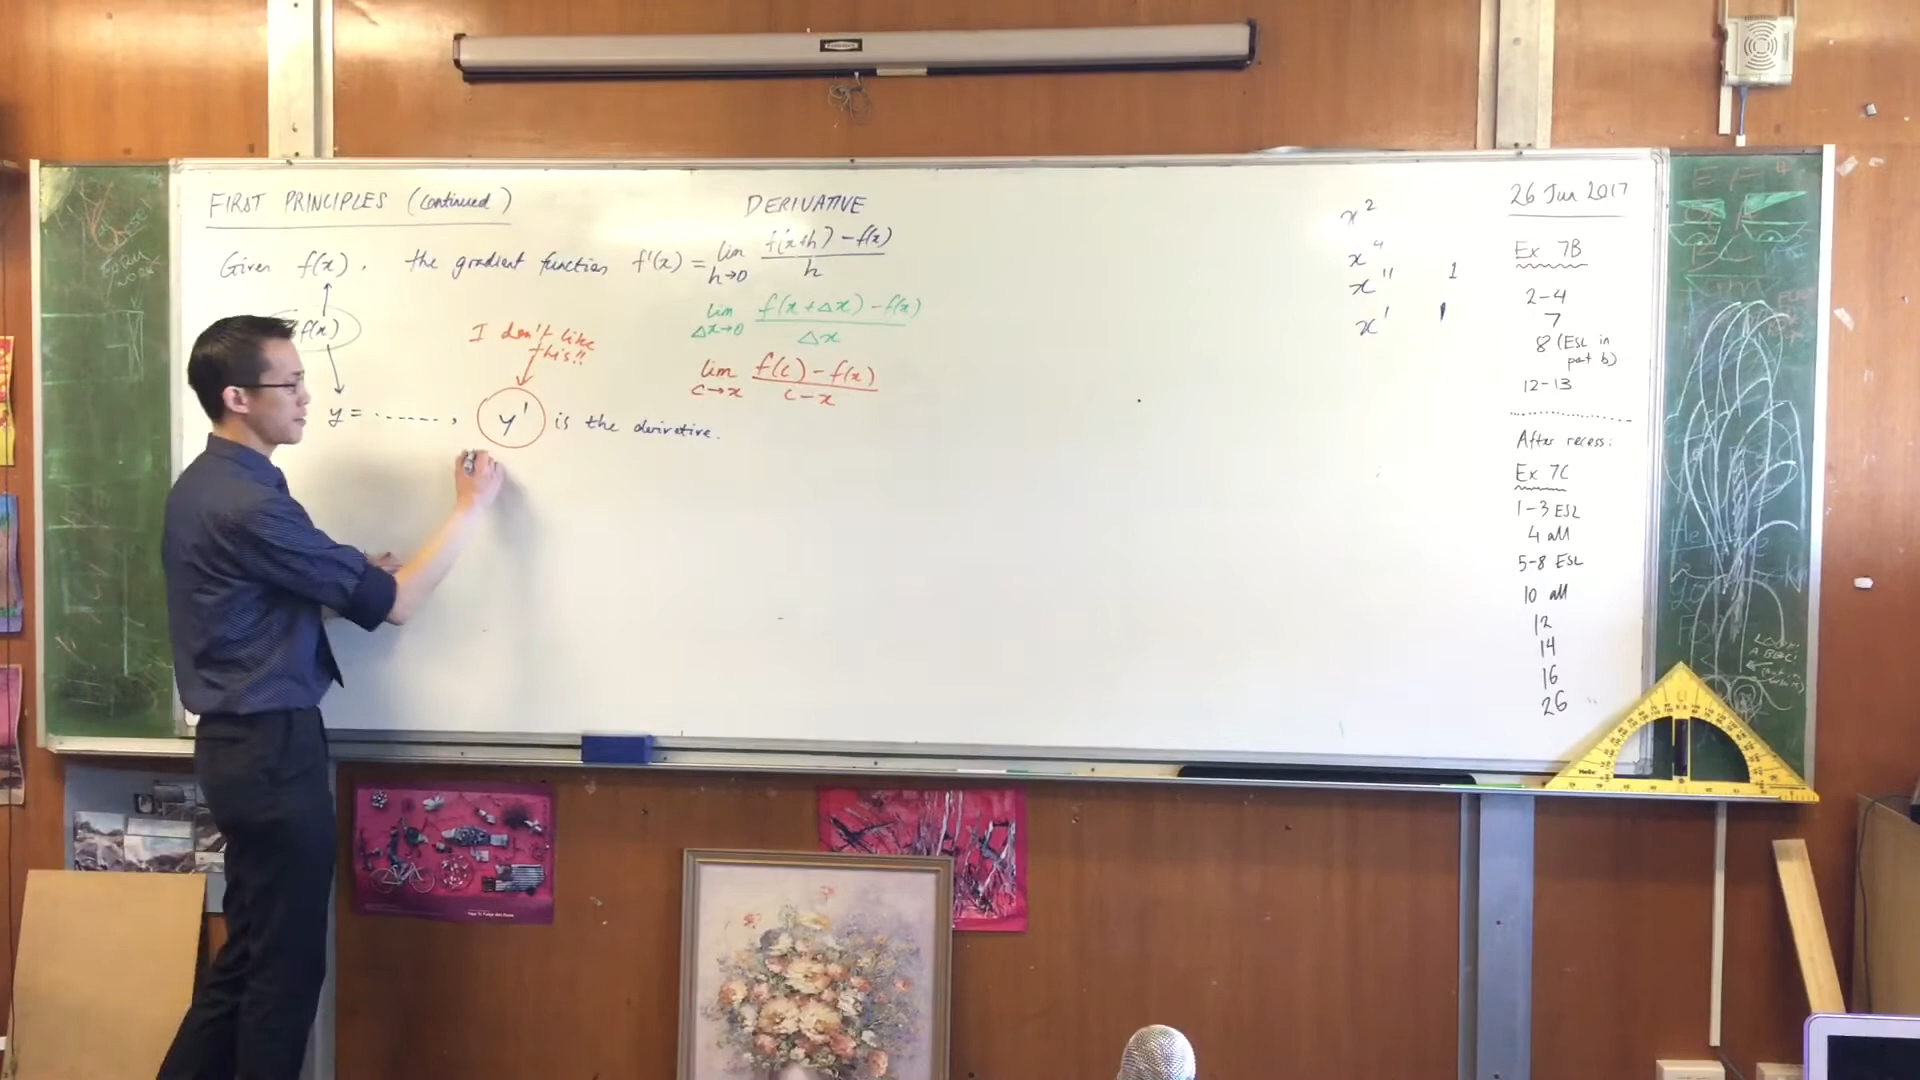 FIRST PRINCIPLES (continued)
Given f(x), the gradient function f'(x) = lim h→0 f(x+h) – f(x) / h
DERIVATIVE
lim Δx→0 f(x+Δx) – f(x) / Δx
lim c→x f(c) – f(x) / c – x
f(x)
I don't like
this!!
y = ......., y' is the derivative.
x²
x⁴
x" 1
x' 1
26 Jun 2017
Ex 7B
2–4
7
8 (ESL in
part b)
12–13
After recess:
Ex 7C
1–3 ESL
4 all
5–8 ESL
10 all
12
14
16
26